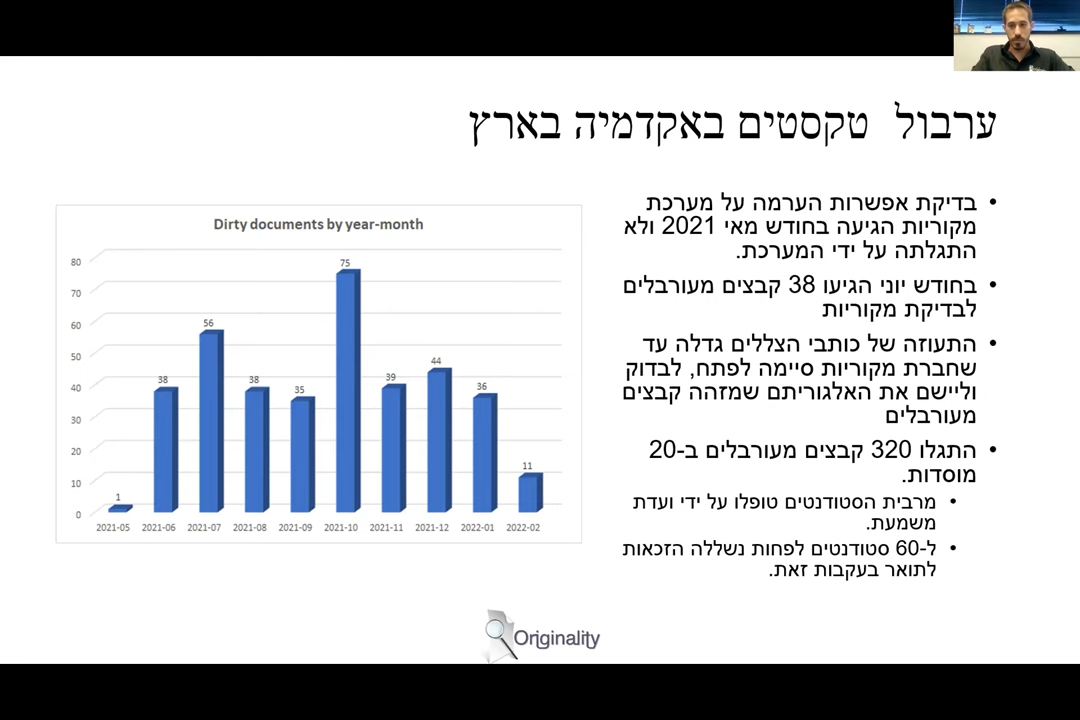 ערבול טקסטים באקדמיה בארץ
• בדיקת אפשרות הערמה על מערכת
מקוריות הגיעה בחודש מאי 2021 ולא
התגלתה על ידי המערכת.
• בחודש יוני הגיעו 38 קבצים מעורבלים
לבדיקת מקוריות
• התעוזה של כותבי הצללים גדלה עד
שחברת מקוריות סיימה לפתח, לבדוק
וליישם את האלגוריתם שמזהה קבצים
מעורבלים
• התגלו 320 קבצים מעורבלים ב-20
מוסדות.
• מרבית הסטודנטים טופלו על ידי ועדת
משמעת.
• ל-60 סטודנטים לפחות נשללה הזכאות
לתואר בעקבות זאת.
Dirty documents by year-month
80
70
60
50
40
30
20
10
0
1
38
56
38
35
75
39
44
36
11
2021-05 2021-06 2021-07 2021-08 2021-09 2021-10 2021-11 2021-12 2022-01 2022-02
Originality